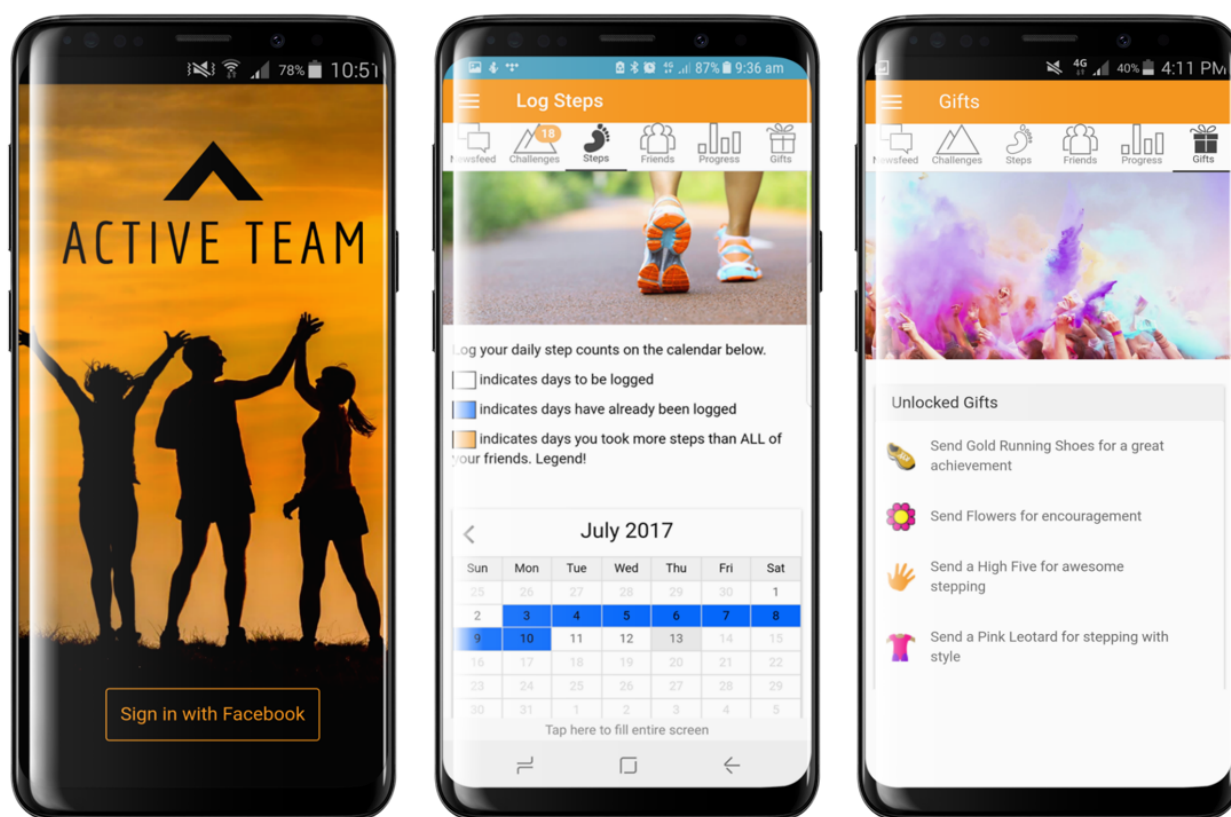 78% 10:51
ACTIVE TEAM
Sign in with Facebook
4G 87% 9:36 am
Log Steps
18
Newsfeed Challenges Steps Friends Progress Gifts
Log your daily step counts on the calendar below.
indicates days to be logged
indicates days have already been logged
indicates days you took more steps than ALL of
your friends. Legend!
July 2017
Sun Mon Tue Wed Thu Fri Sat
25 26 27 28 29 30 1
2 3 4 5 6 7 8
9 10 11 12 13 14 15
16 17 18 19 20 21 22
23 24 25 26 27 28 29
30 31 1 2 3 4 5
Tap here to fill entire screen
4G 40% 4:11 PM
Gifts
Newsfeed Challenges Steps Friends Progress Gifts
Unlocked Gifts
Send Gold Running Shoes for a great
achievement
Send Flowers for encouragement
Send a High Five for awesome
stepping
Send a Pink Leotard for stepping with
style